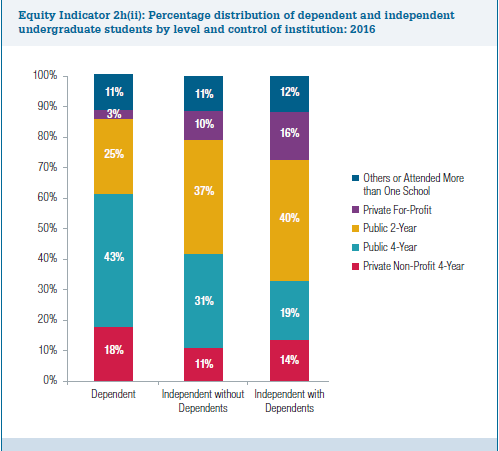 Equity Indicator 2h(ii): Percentage distribution of dependent and independent
undergraduate students by level and control of institution: 2016
100%
90%
80%
70%
60%
50%
40%
30%
20%
10%
0%
11%
3%
25%
43%
18%
11%
10%
37%
31%
11%
12%
16%
40%
19%
14%
Dependent
Independent without
Dependents
Independent with
Dependents
Others or Attended More
than One School
Private For-Profit
Public 2-Year
Public 4-Year
Private Non-Profit 4-Year